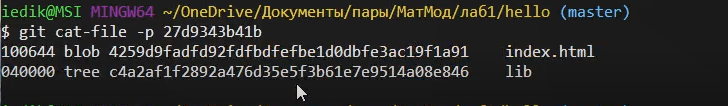 iedik@MSI MINGW64 ~/OneDrive/Документы/пары/МатМод/лаб1/hello (master)
$ git cat-file -p 27d9343b41b
100644 blob 4259d9fadfd92fdfbdfefbe1d0dbfe3ac19f1a91    index.html
040000 tree c4a2af1f2892a476d35e5f3b61e7e9514a08e846    lib